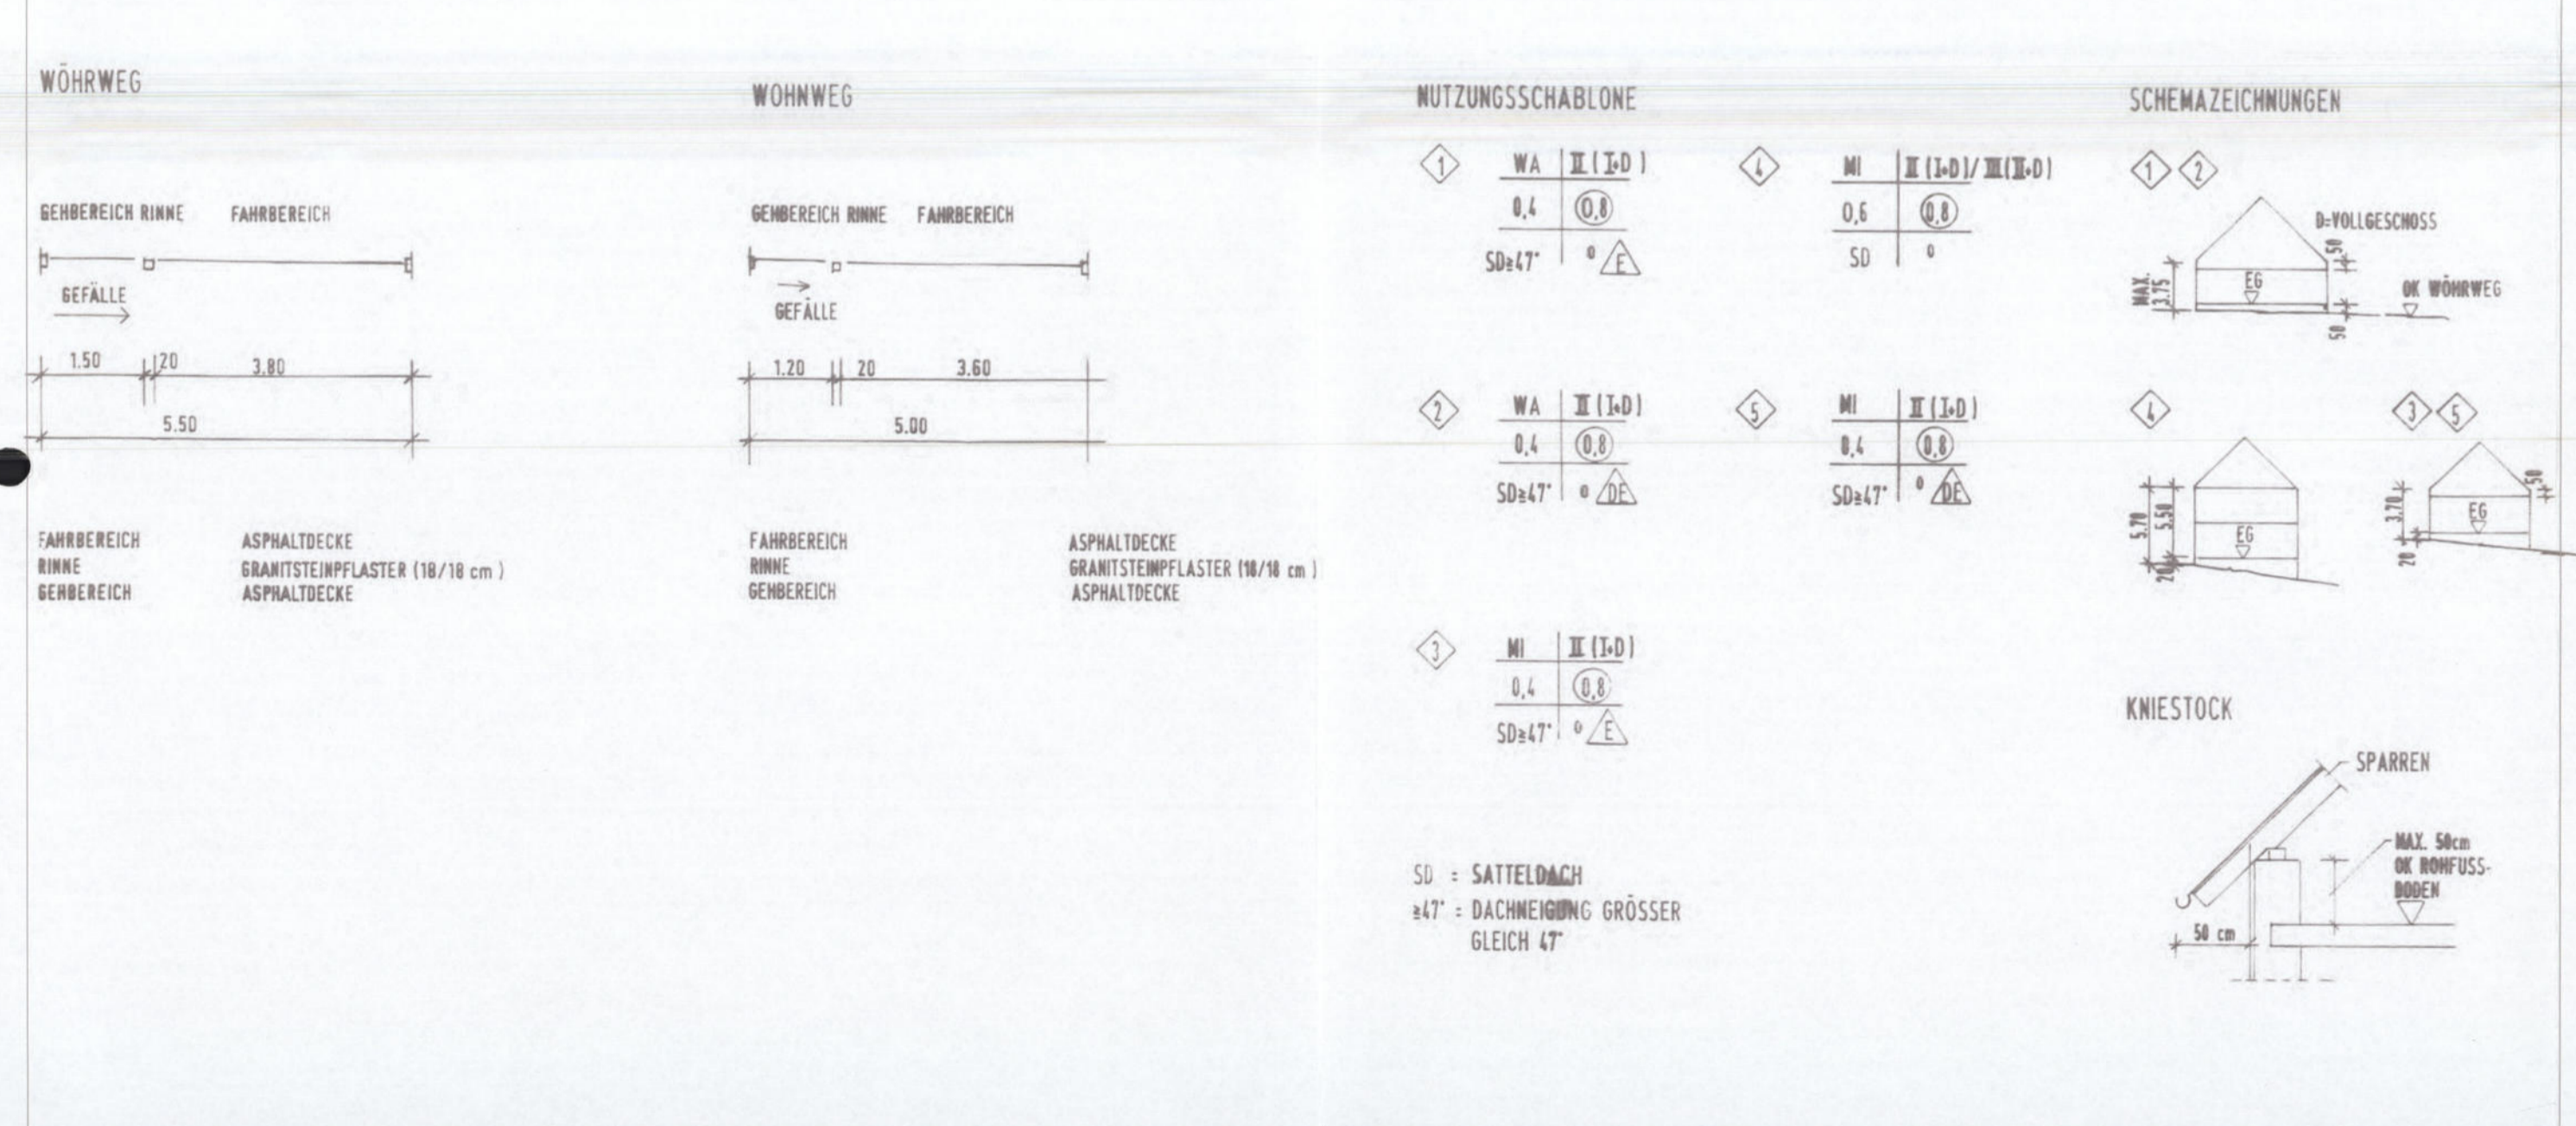 WÖHRWEG
GEHBEREICH RINNE FAHRBEREICH
GEFÄLLE
1.50 20 3.80
5.50
FAHRBEREICH ASPHALTDECKE
RINNE GRANITSTEINPFLASTER (18/18 cm)
GEHBEREICH ASPHALTDECKE
WOHNWEG
GEHBEREICH RINNE FAHRBEREICH
GEFÄLLE
1.20 20 3.60
5.00
FAHRBEREICH ASPHALTDECKE
RINNE GRANITSTEINPFLASTER (18/18 cm)
GEHBEREICH ASPHALTDECKE
NUTZUNGSSCHABLONE
1
WA II (I+D)
0,4 0,8
SD≥47° o E
2
WA II (I+D)
0,4 0,8
SD≥47° o DE
3
MI II (I+D)
0,4 0,8
SD≥47° o E
4
MI II (I+D) / III (II+D)
0,6 0,8
SD o
5
MI II (I+D)
0,4 0,8
SD≥47° o DE
SD = SATTELDACH
≥47° = DACHNEIGUNG GRÖSSER
GLEICH 47°
SCHEMAZEICHNUNGEN
1 2
D=VOLLGESCHOSS
50
MAX.
3.75
EG
OK WÖHRWEG
50
4
5.70
5.50
EG
20
3 5
50
3.70
EG
20
KNIESTOCK
SPARREN
MAX. 50cm
OK ROHFUSS-
BODEN
50 cm